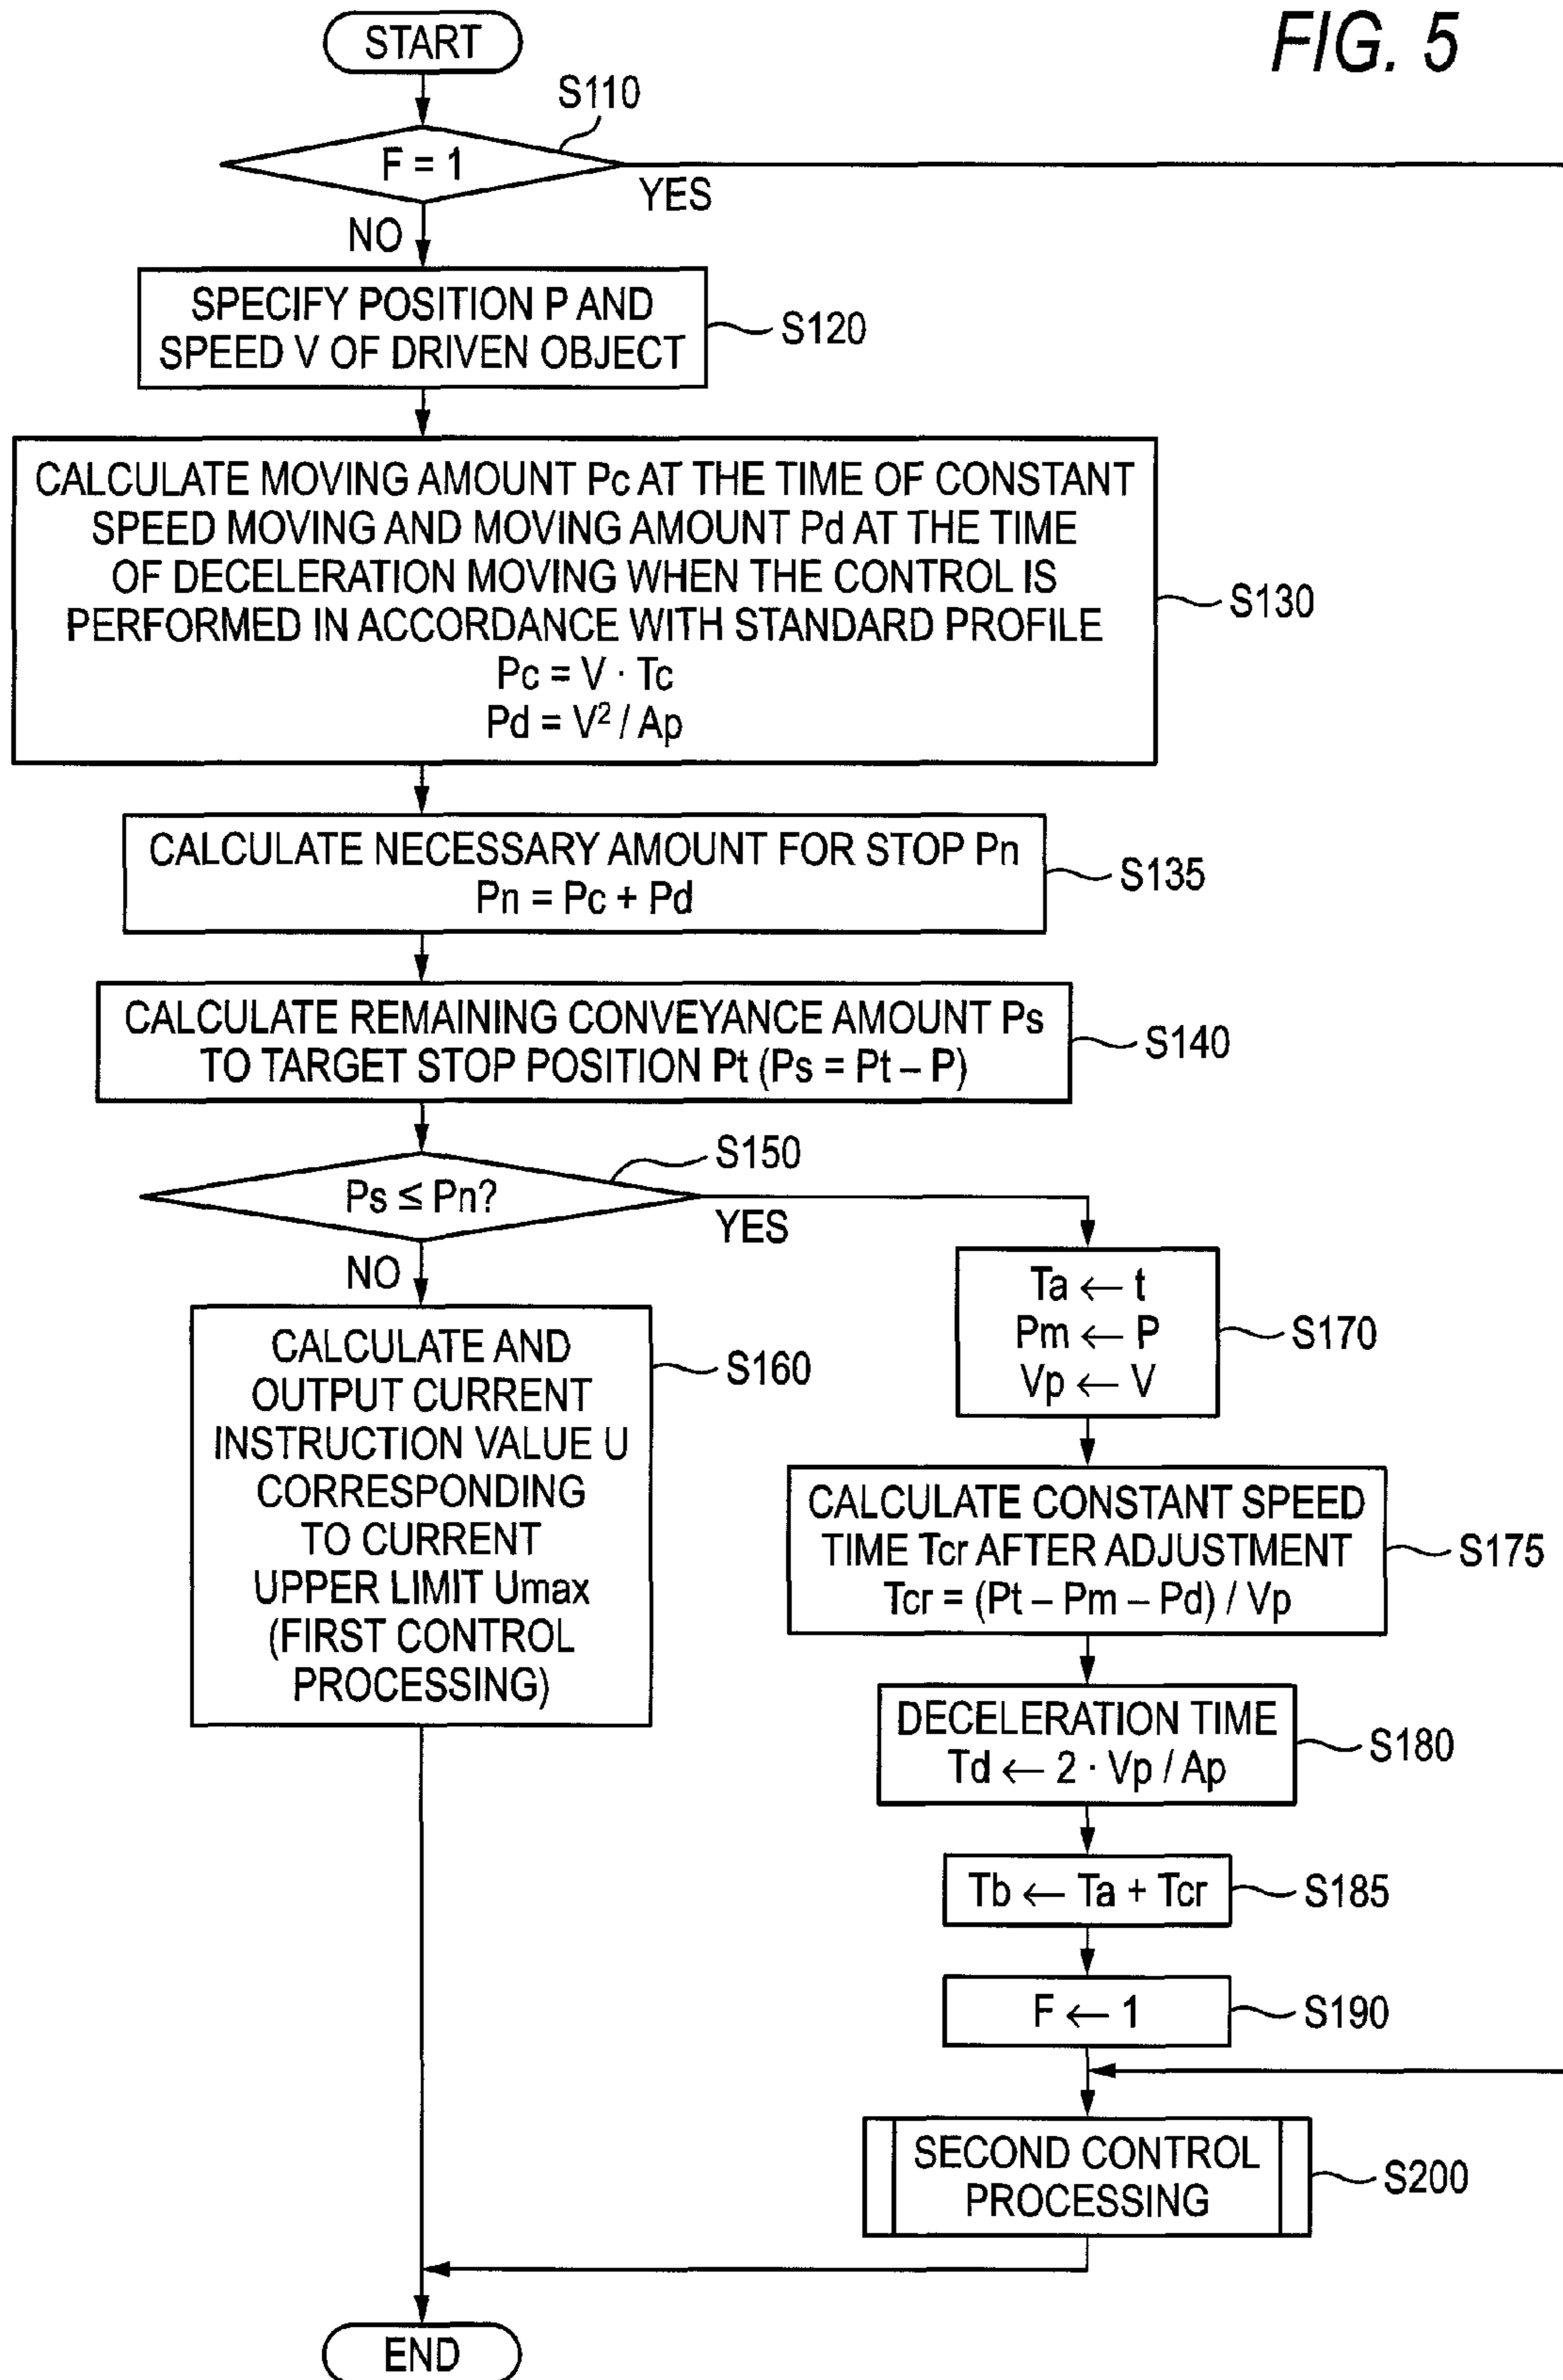 FIG. 5
START
S110
F = 1
YES
NO
SPECIFY POSITION P AND
SPEED V OF DRIVEN OBJECT
S120
CALCULATE MOVING AMOUNT Pc AT THE TIME OF CONSTANT
SPEED MOVING AND MOVING AMOUNT Pd AT THE TIME
OF DECELERATION MOVING WHEN THE CONTROL IS
PERFORMED IN ACCORDANCE WITH STANDARD PROFILE
Pc = V · Tc
Pd = V² / Ap
S130
CALCULATE NECESSARY AMOUNT FOR STOP Pn
Pn = Pc + Pd
S135
CALCULATE REMAINING CONVEYANCE AMOUNT Ps
TO TARGET STOP POSITION Pt (Ps = Pt – P)
S140
S150
Ps ≤ Pn?
YES
NO
CALCULATE AND
OUTPUT CURRENT
INSTRUCTION VALUE U
CORRESPONDING
TO CURRENT
UPPER LIMIT Umax
(FIRST CONTROL
PROCESSING)
S160
Ta ← t
Pm ← P
Vp ← V
S170
CALCULATE CONSTANT SPEED
TIME Tcr AFTER ADJUSTMENT
Tcr = (Pt – Pm – Pd) / Vp
S175
DECELERATION TIME
Td ← 2 · Vp / Ap
S180
Tb ← Ta + Tcr
S185
F ← 1
S190
SECOND CONTROL
PROCESSING
S200
END